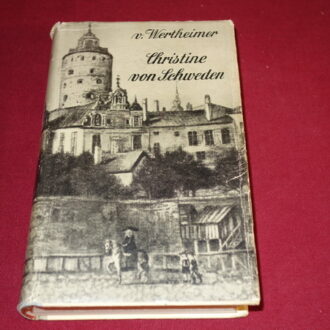 v. Wertheimer
Christine
von Schweden